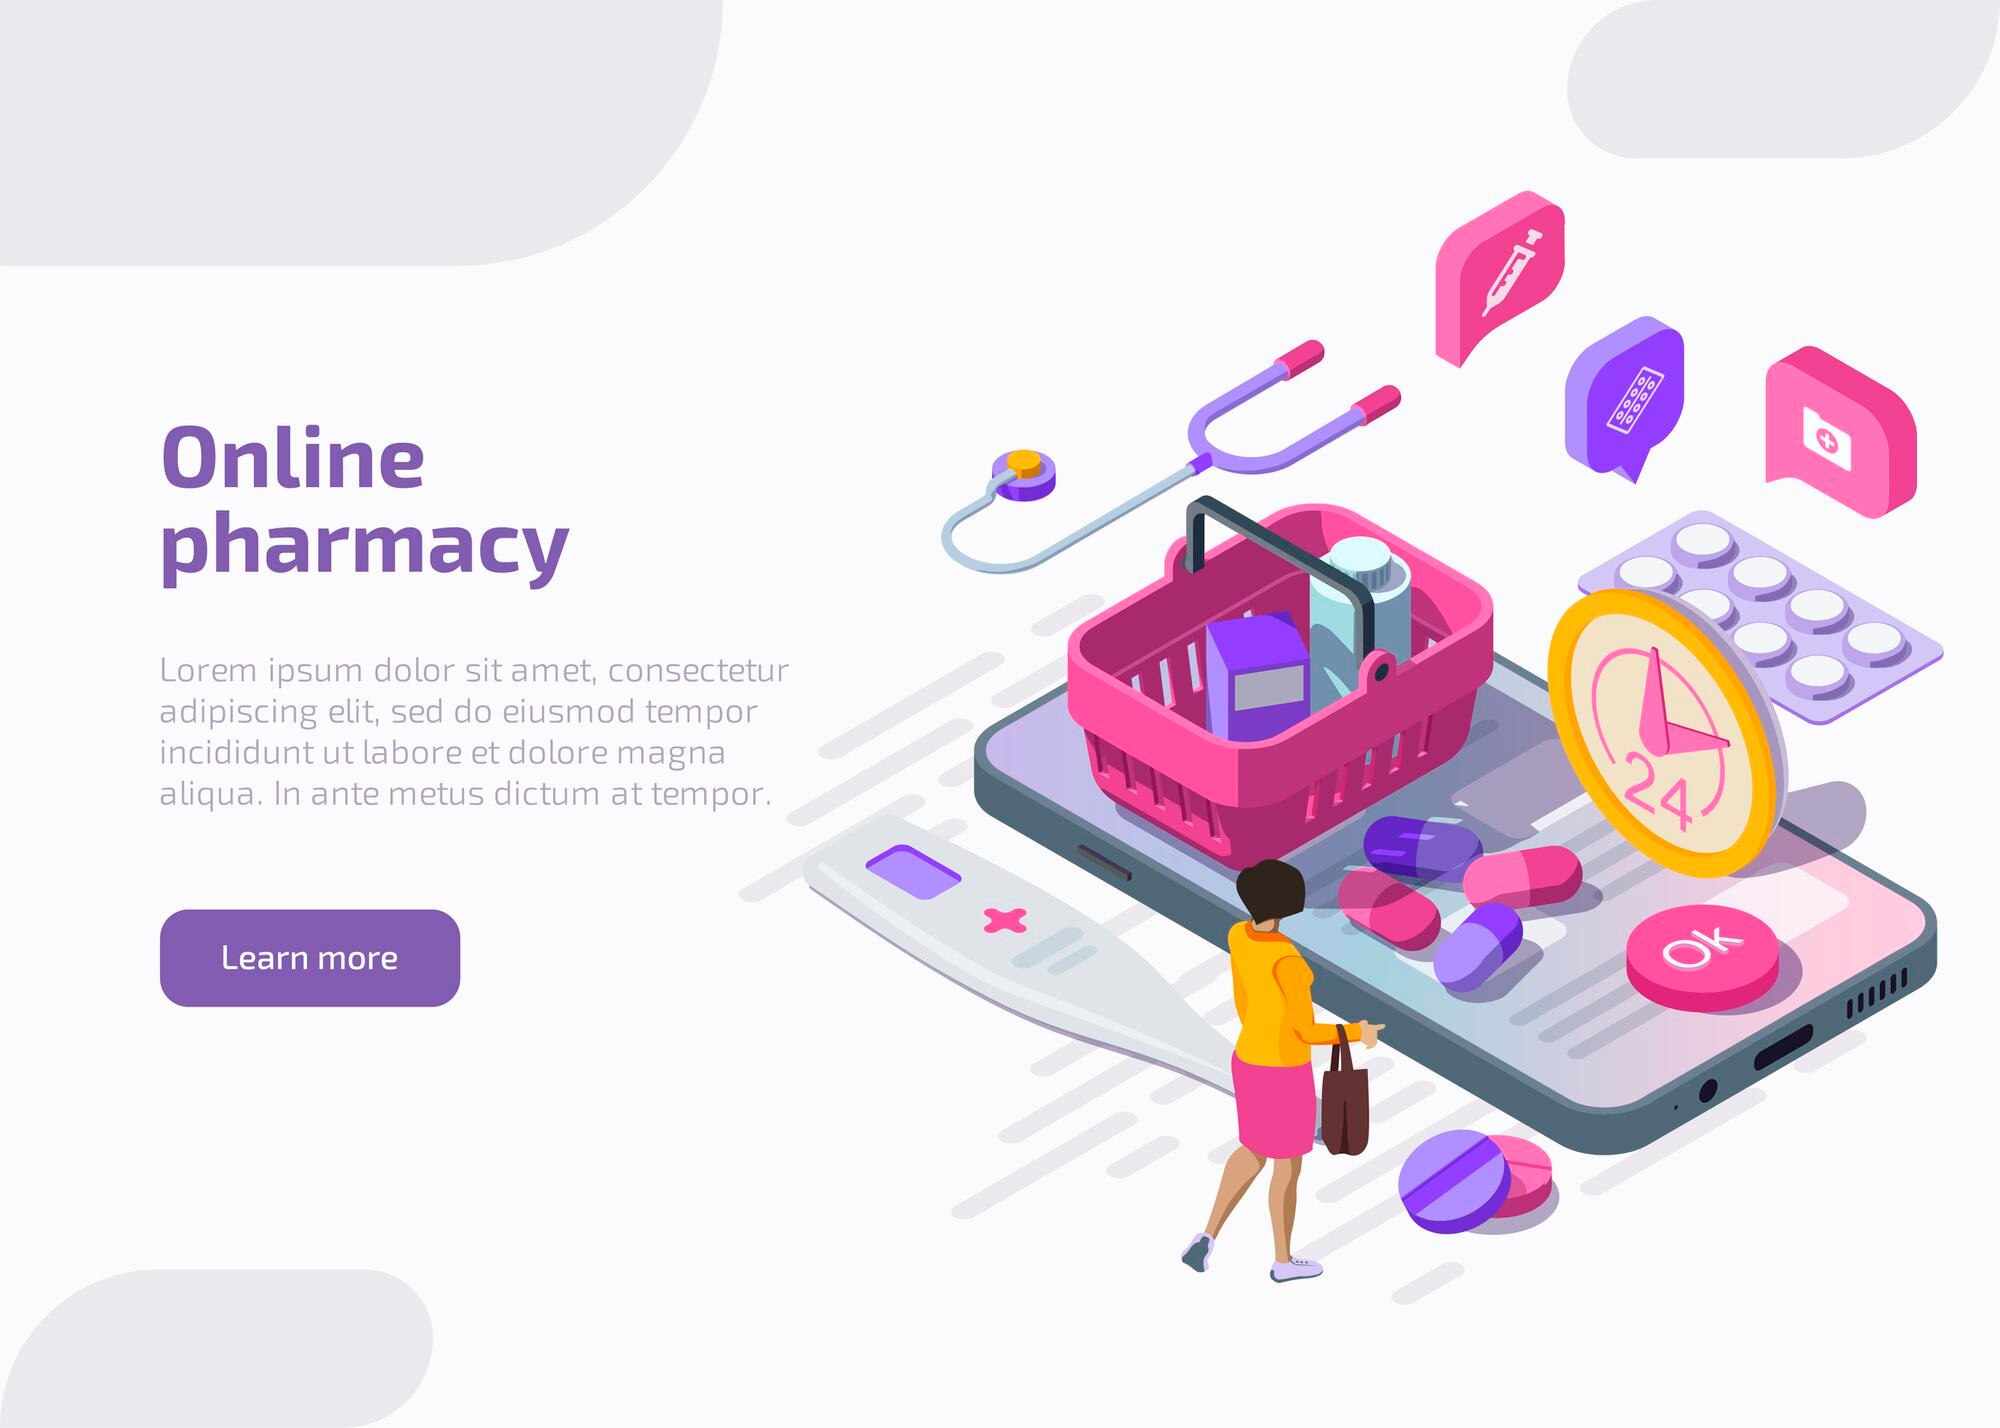 Online
pharmacy
Lorem ipsum dolor sit amet, consectetur
adipiscing elit, sed do eiusmod tempor
incididunt ut labore et dolore magna
aliqua. In ante metus dictum at tempor.
Learn more
24
Ok